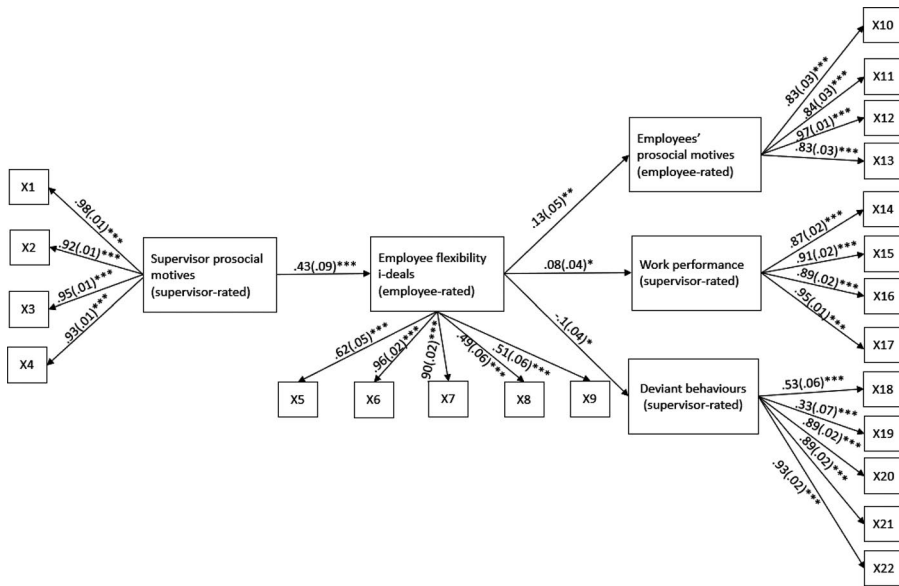 X1
X2
X3
X4
.98(.01)***
.92(.01)***
.95(.01)***
.93(.01)***
Supervisor prosocial
motives
(supervisor-rated)
.43(.09)***
Employee flexibility
i-deals
(employee-rated)
.62(.05)***
.96(.02)***
.90(.02)***
.49(.06)***
.51(.06)***
X5
X6
X7
X8
X9
.13(.05)**
.08(.04)*
-.1(.04)*
Employees'
prosocial motives
(employee-rated)
.83(.03)***
.84(.03)***
.97(.01)***
.83(.03)***
X10
X11
X12
X13
Work performance
(supervisor-rated)
.87(.02)***
.91(.02)***
.89(.02)***
.95(.01)***
X14
X15
X16
X17
Deviant behaviours
(supervisor-rated)
.53(.06)***
.33(.07)***
.89(.02)***
.89(.02)***
.93(.02)***
X18
X19
X20
X21
X22